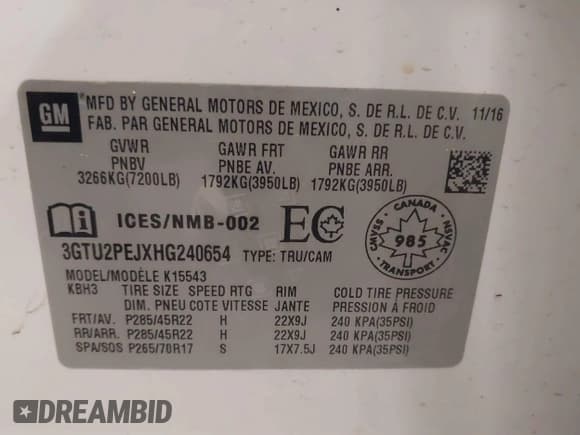 GM
®MFD BY GENERAL MOTORS DE MEXICO, S. DE R.L. DE C.V. 11/16
FAB. PAR GENERAL MOTORS DE MEXICO, S. DE R.L. DE C.V.
GVWR GAWR FRT GAWR RR
PNBV PNBE AV. PNBE ARR.
3266KG(7200LB) 1792KG(3950LB) 1792KG(3950LB)
i ICES/NMB-002 EC
CANADA
CMVSS NSVAC
985
TRANSPORT
3GTU2PEJXHG240654 TYPE: TRU/CAM
MODEL/MODÈLE K15543
KBH3 TIRE SIZE SPEED RTG RIM COLD TIRE PRESSURE
DIM. PNEU COTE VITESSE JANTE PRESSION À FROID
FRT/AV. P285/45R22 H 22X9J 240 KPA(35PSI)
RR/ARR. P285/45R22 H 22X9J 240 KPA(35PSI)
SPA/SOS P265/70R17 S 17X7.5J 240 KPA(35PSI)
DREAMBID